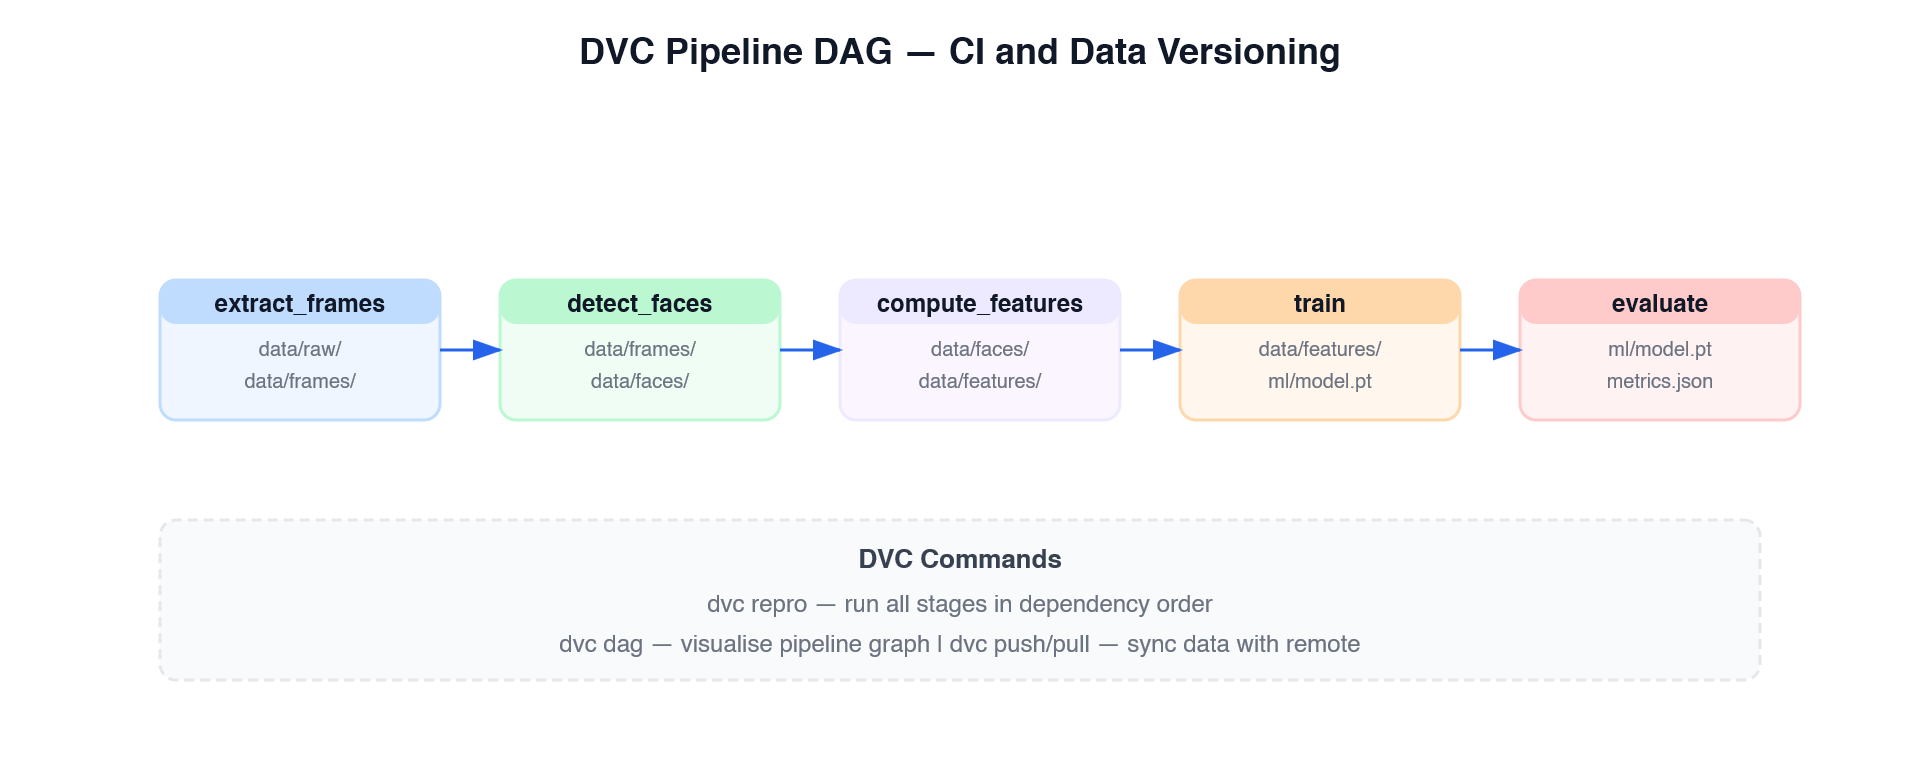 DVC Pipeline DAG — CI and Data Versioning
extract_frames
data/raw/
data/frames/
detect_faces
data/frames/
data/faces/
compute_features
data/faces/
data/features/
train
data/features/
ml/model.pt
evaluate
ml/model.pt
metrics.json
DVC Commands
dvc repro — run all stages in dependency order
dvc dag — visualise pipeline graph | dvc push/pull — sync data with remote